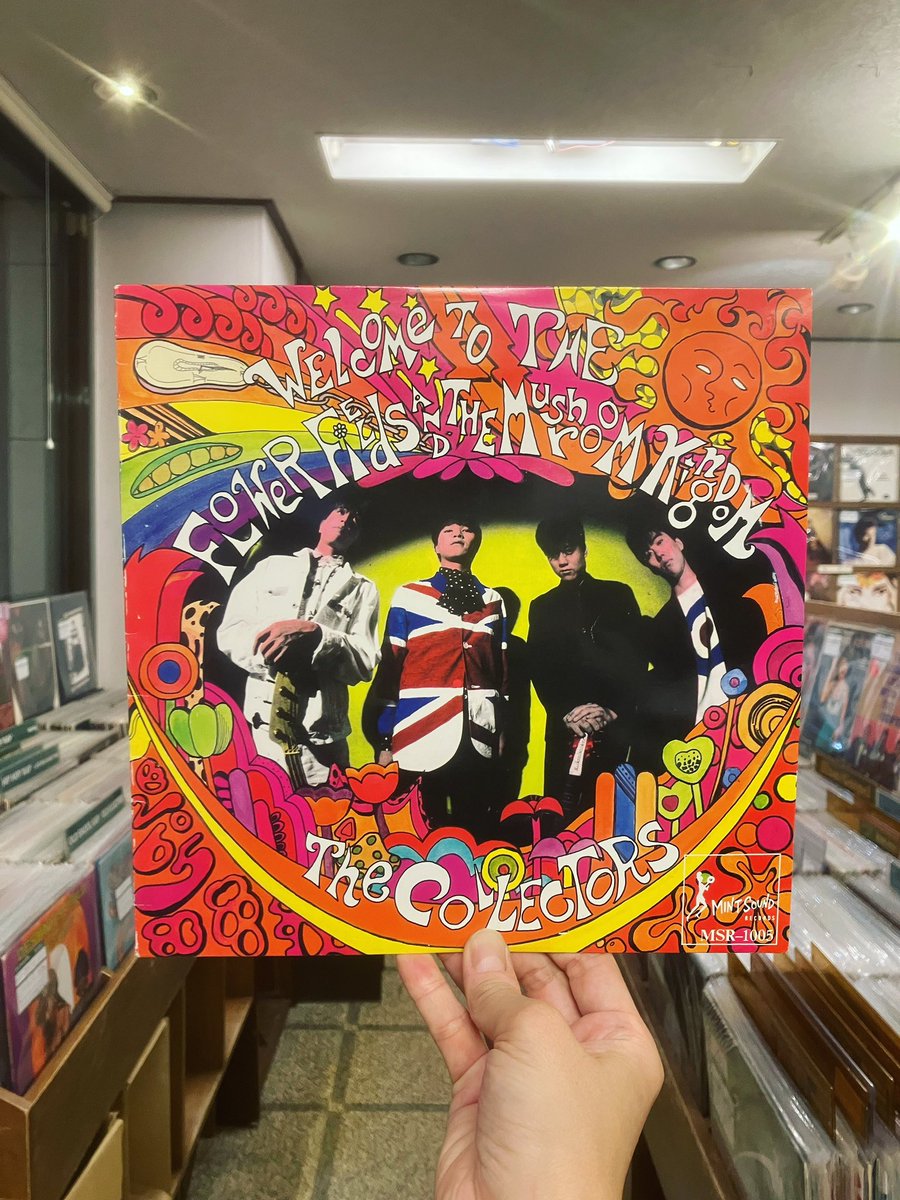 WELCOME TO THE
FLOWER FIELDS AND THE MUSHROOM KINGDOM
THE COLLECTORS
MINT SOUND
RECORDS
MSR-1005